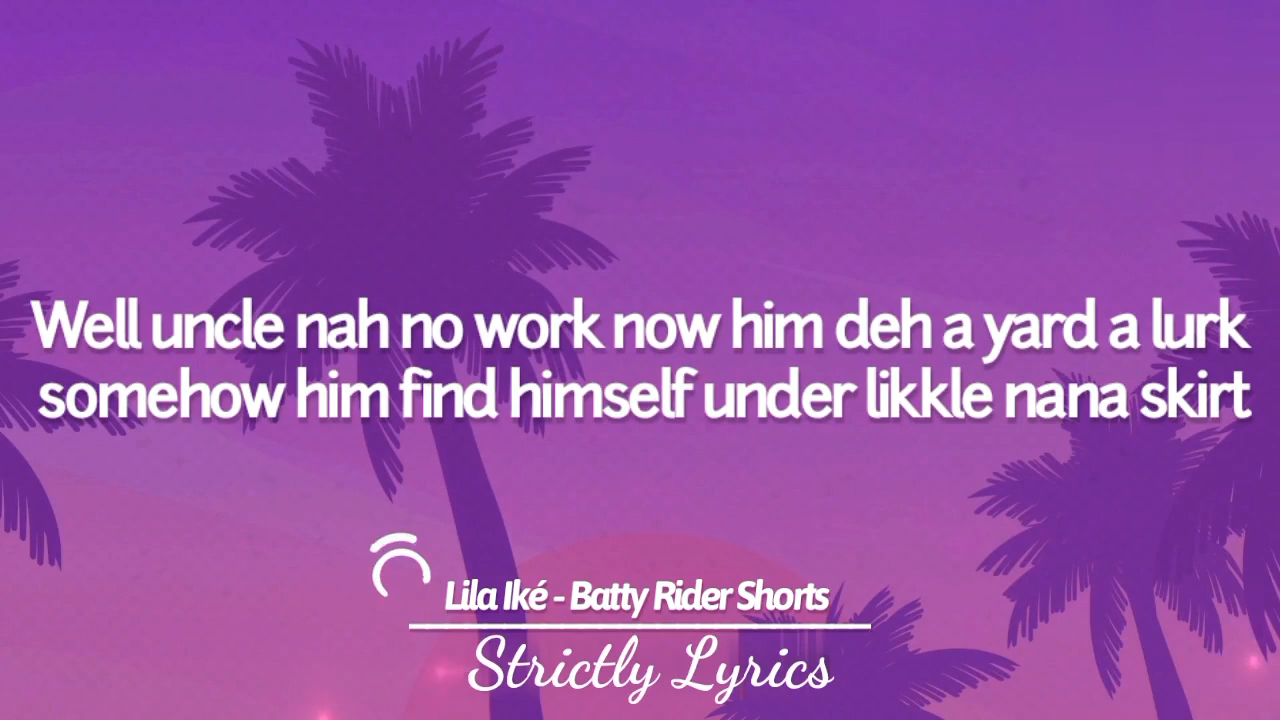 Well uncle nah no work now him deh a yard a lurk
somehow him find himself under likkle nana skirt
Lila Iké - Batty Rider Shorts
Strictly Lyrics